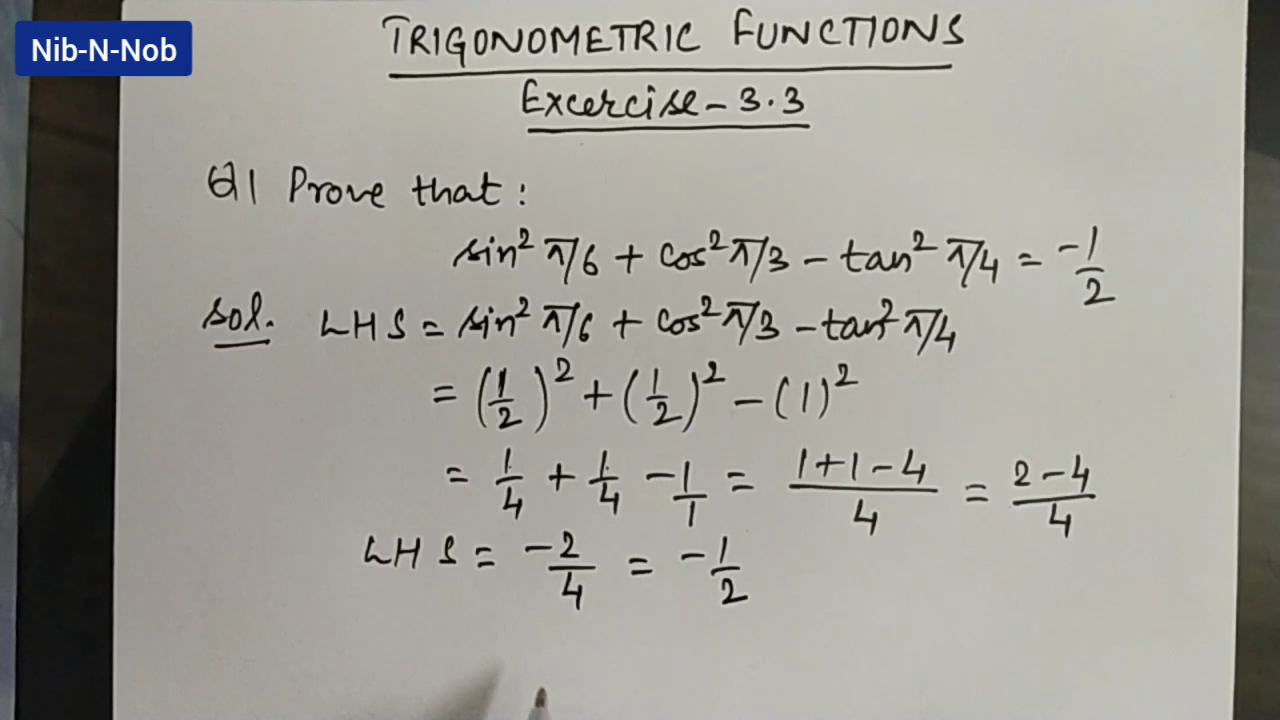 Nib-N-Nob
TRIGONOMETRIC FUNCTIONS
Excercise-3.3
Q1 Prove that:
sin² π/6 + cos² π/3 - tan² π/4 = -1/2
Sol. LHS = sin² π/6 + cos² π/3 - tan² π/4
= (1/2)² + (1/2)² - (1)²
= 1/4 + 1/4 - 1/1 = (1+1-4)/4 = (2-4)/4
LHS = -2/4 = -1/2